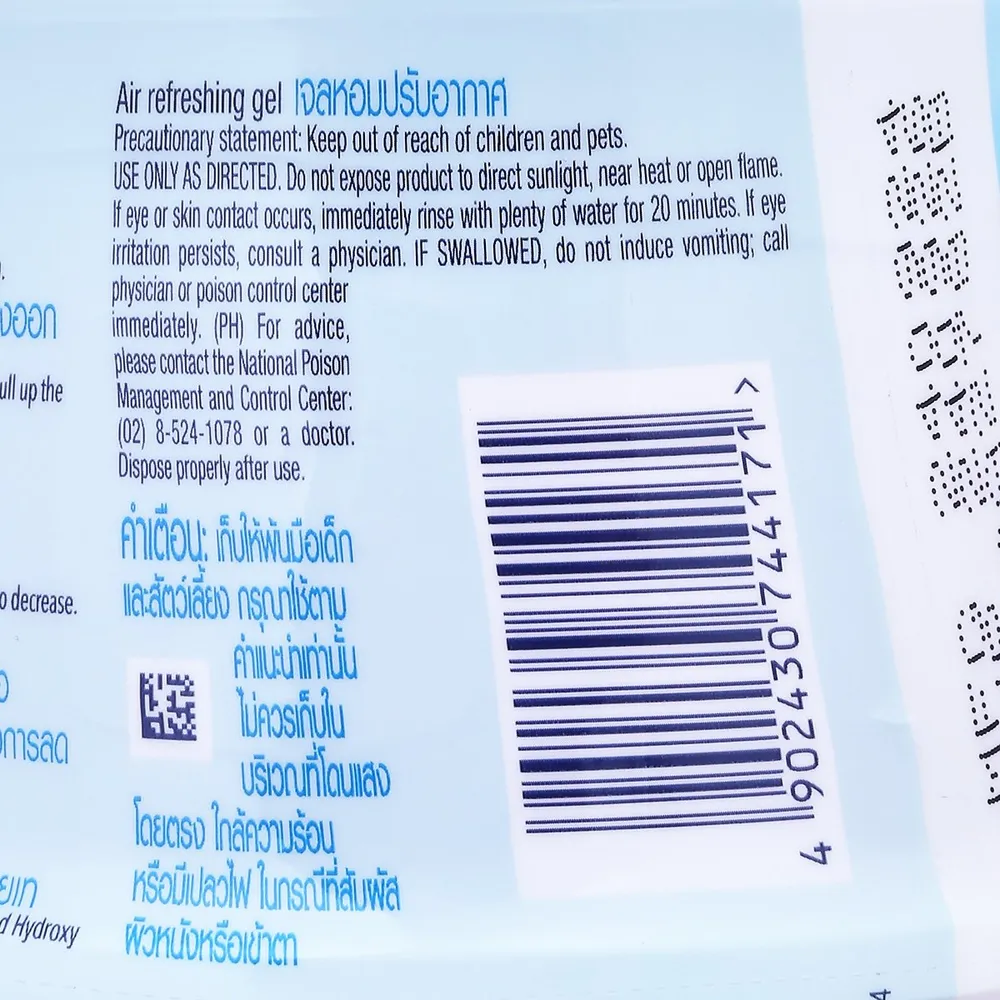 Air refreshing gel เจลหอมปรับอากาศ
Precautionary statement: Keep out of reach of children and pets.
USE ONLY AS DIRECTED. Do not expose product to direct sunlight, near heat or open flame.
If eye or skin contact occurs, immediately rinse with plenty of water for 20 minutes. If eye
irritation persists, consult a physician. IF SWALLOWED, do not induce vomiting; call
physician or poison control center
immediately. (PH) For advice,
please contact the National Poison
Management and Control Center:
(02) 8-524-1078 or a doctor.
Dispose properly after use.
คำเตือน: เก็บให้พ้นมือเด็ก
และสัตว์เลี้ยง กรุณาใช้ตาม
คำแนะนำเท่านั้น
ไม่ควรเก็บใน
บริเวณที่โดนแสง
โดยตรง ใกล้ความร้อน
หรือมีเปลวไฟ ในกรณีที่สัมผัส
ผิวหนังหรือเข้าตา
ull up the
o decrease.
การลด
d Hydroxy
4 902430 744171 >
4